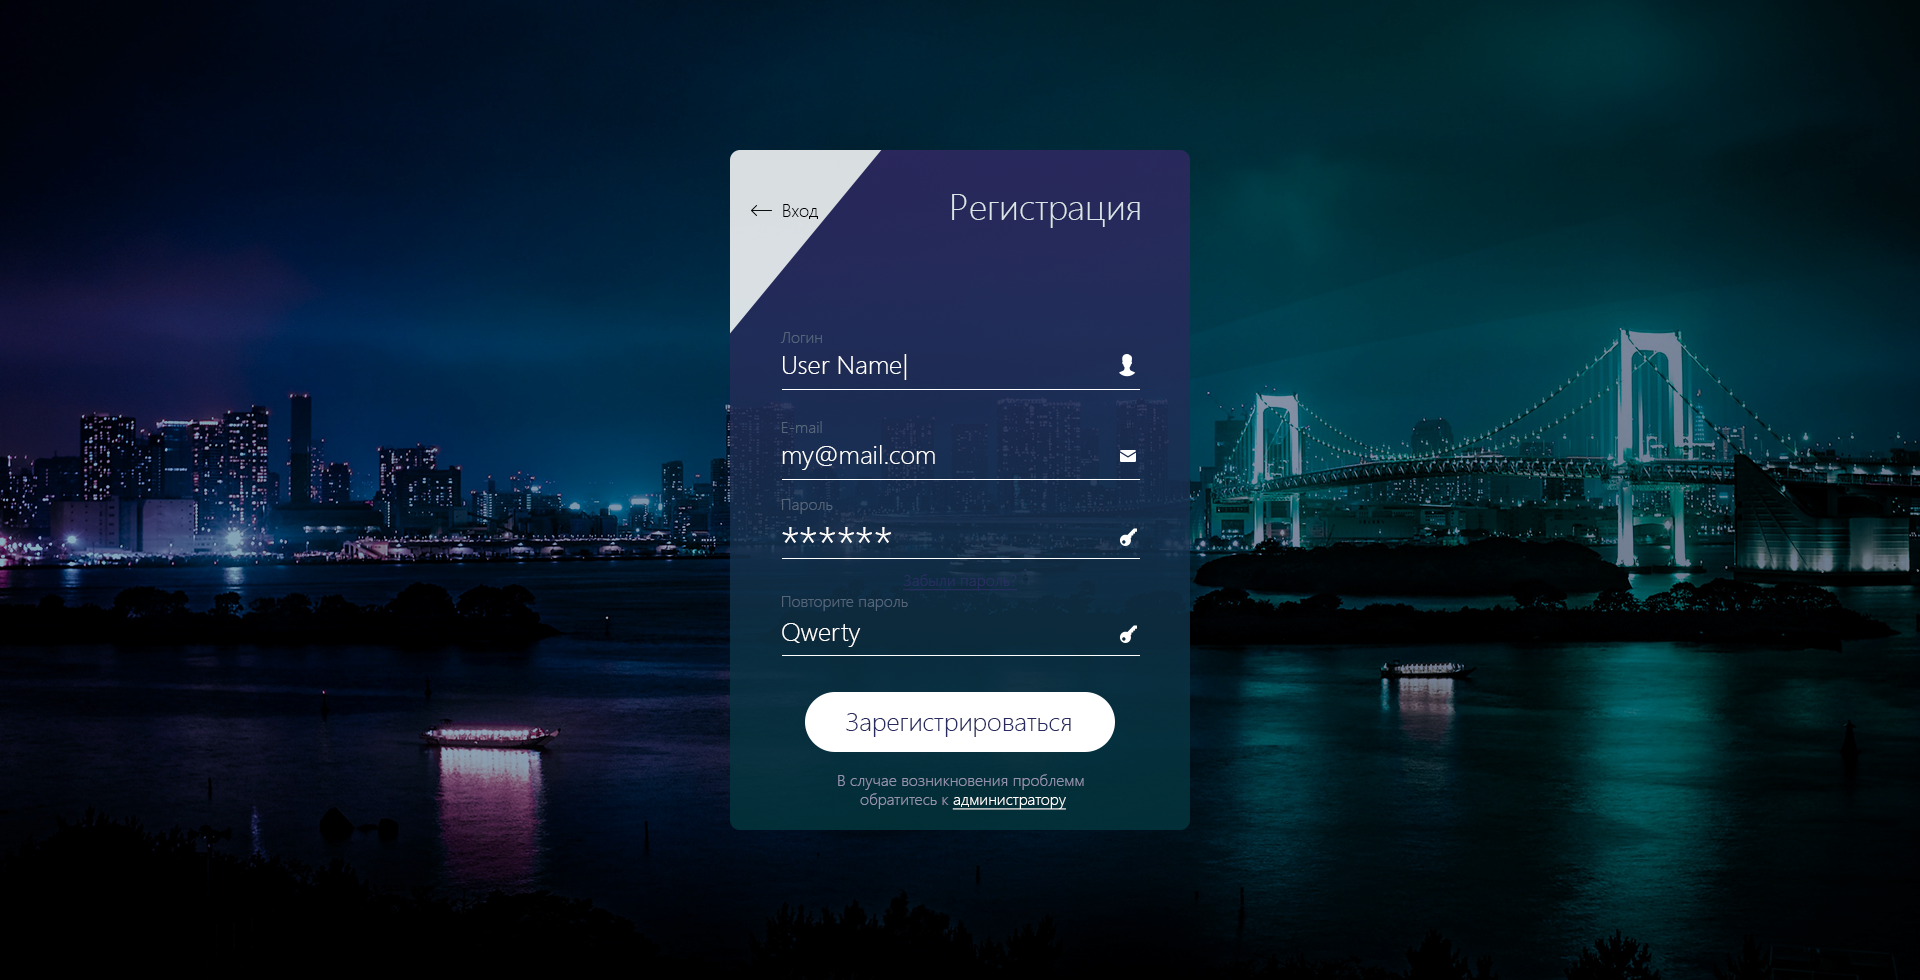 Вход
Регистрация
Логин
User Name|
E-mail
my@mail.com
Пароль
******
Забыли пароль?
Повторите пароль
Qwerty
Зарегистрироваться
В случае возникновения проблемм
обратитесь к администратору